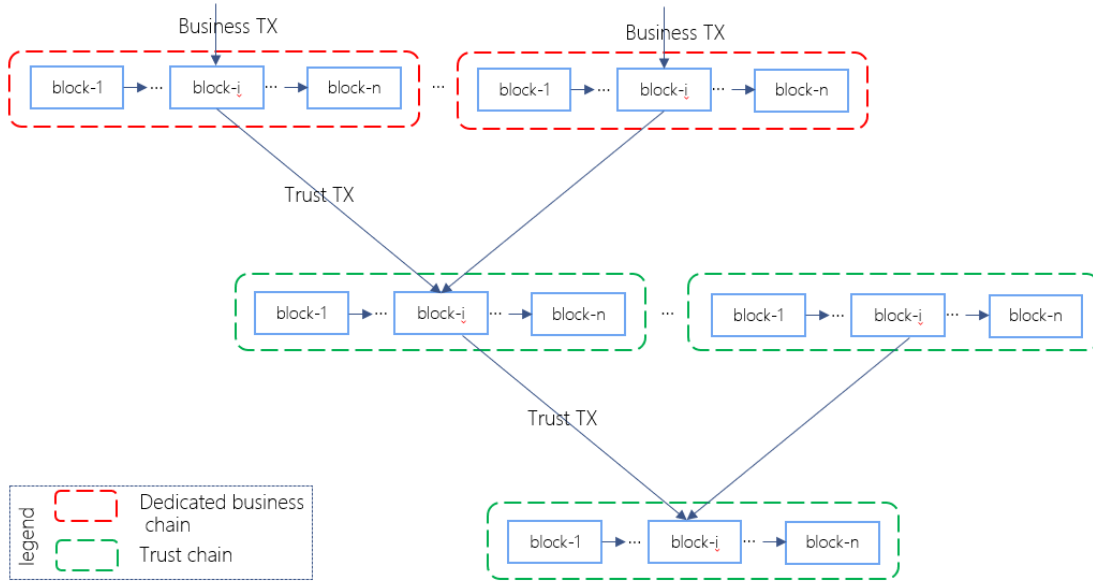 Business TX
Business TX
block-1 ... block-i ... block-n ... block-1 ... block-i ... block-n
Trust TX
block-1 ... block-i ... block-n ... block-1 ... block-i ... block-n
Trust TX
legend
Dedicated business
chain
Trust chain
block-1 ... block-i ... block-n